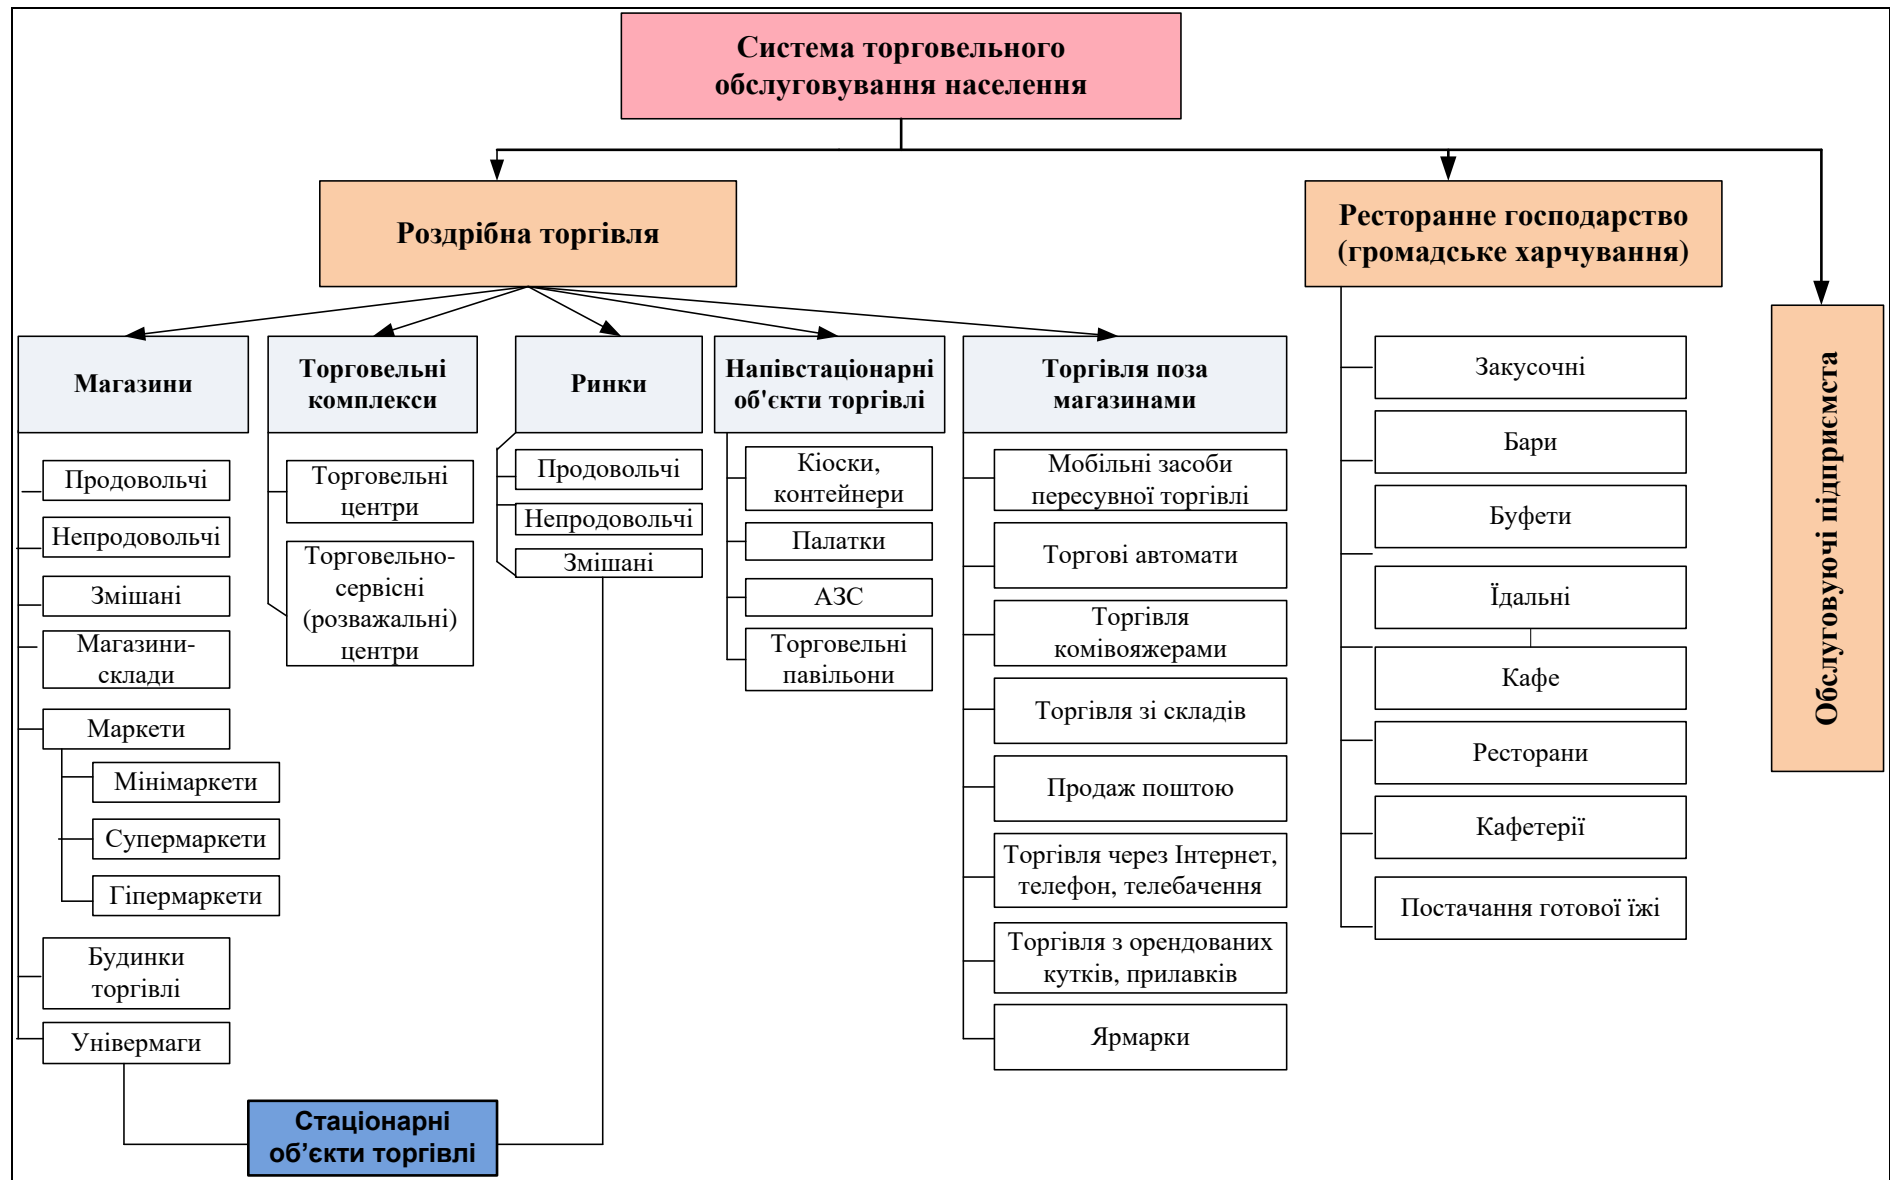 Система торговельного
обслуговування населення
Роздрібна торгівля
Ресторанне господарство
(громадське харчування)
Обслуговуючі підприємста
Магазини
Продовольчі
Непродовольчі
Змішані
Магазини-
склади
Маркети
Мінімаркети
Супермаркети
Гіпермаркети
Будинки
торгівлі
Універмаги
Торговельні
комплекси
Торговельні
центри
Торговельно-
сервісні
(розважальні)
центри
Ринки
Продовольчі
Непродовольчі
Змішані
Стаціонарні
об’єкти торгівлі
Напівстаціонарні
об'єкти торгівлі
Кіоски,
контейнери
Палатки
АЗС
Торговельні
павільони
Торгівля поза
магазинами
Мобільні засоби
пересувної торгівлі
Торгові автомати
Торгівля
комівояжерами
Торгівля зі складів
Продаж поштою
Торгівля через Інтернет,
телефон, телебачення
Торгівля з орендованих
кутків, прилавків
Ярмарки
Закусочні
Бари
Буфети
Їдальні
Кафе
Ресторани
Кафетерії
Постачання готової їжі